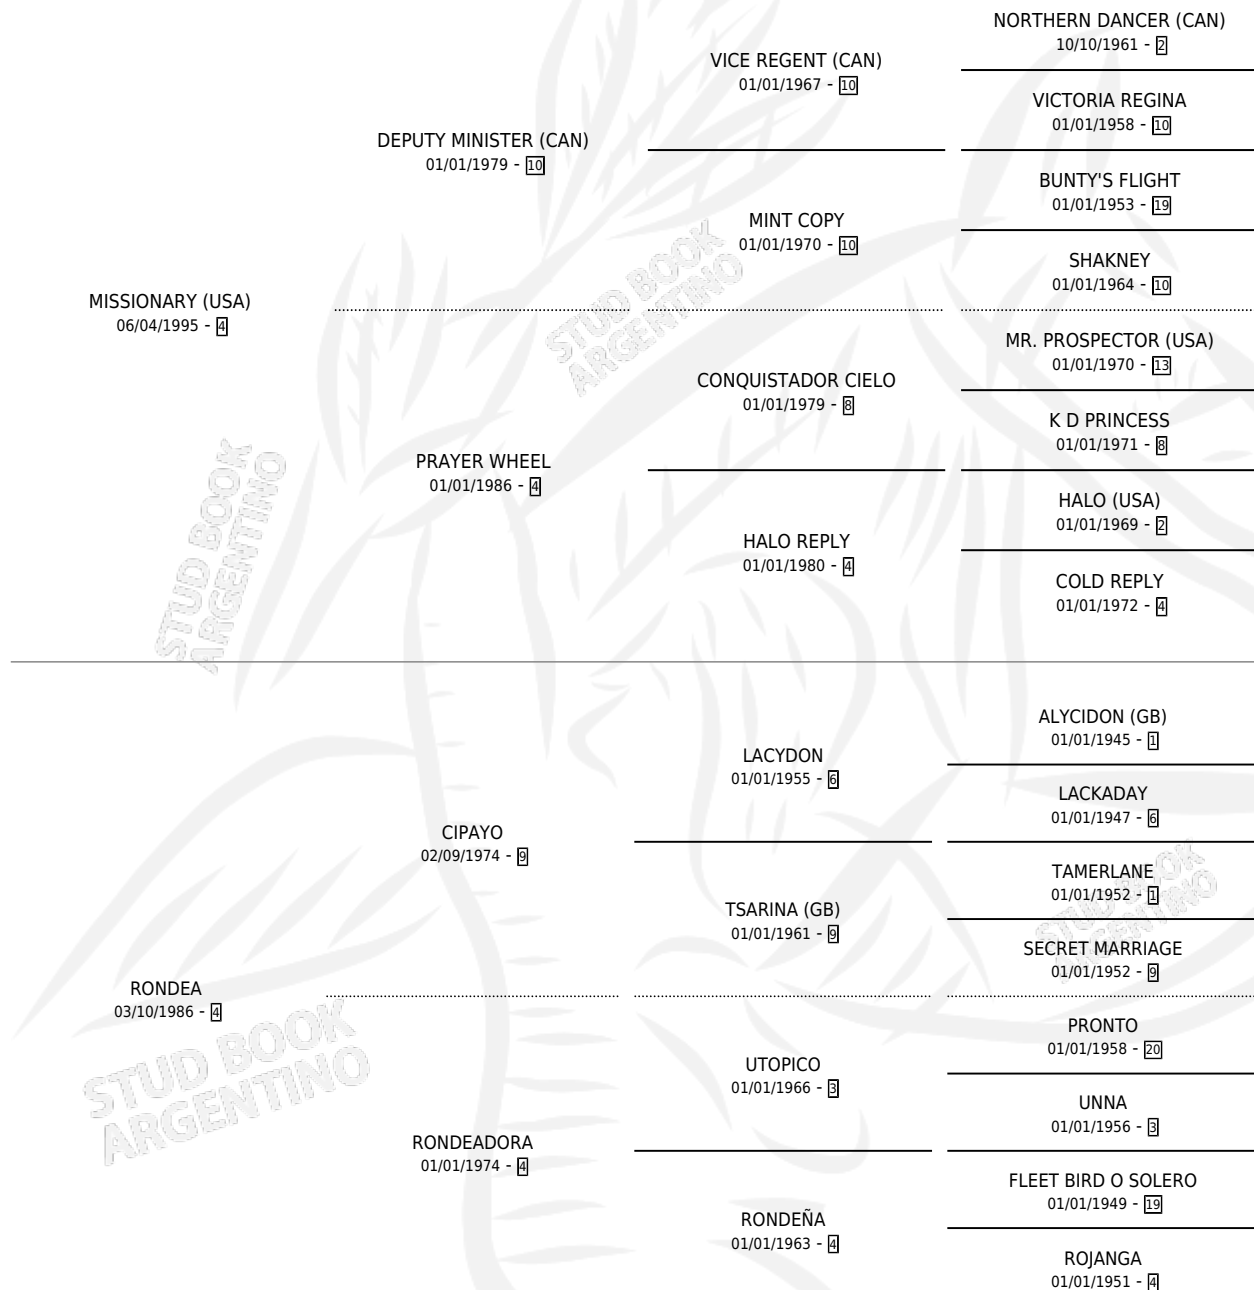 NORTHERN DANCER (CAN)
10/10/1961 - 2
VICE REGENT (CAN)
01/01/1967 - 10
VICTORIA REGINA
01/01/1958 - 10
DEPUTY MINISTER (CAN)
01/01/1979 - 10
BUNTY'S FLIGHT
01/01/1953 - 19
MINT COPY
01/01/1970 - 10
SHAKNEY
01/01/1964 - 10
MISSIONARY (USA)
06/04/1995 - 4
MR. PROSPECTOR (USA)
01/01/1970 - 13
CONQUISTADOR CIELO
01/01/1979 - 8
K D PRINCESS
01/01/1971 - 8
PRAYER WHEEL
01/01/1986 - 4
HALO (USA)
01/01/1969 - 2
HALO REPLY
01/01/1980 - 4
COLD REPLY
01/01/1972 - 4
ALYCIDON (GB)
01/01/1945 - 1
LACYDON
01/01/1955 - 6
LACKADAY
01/01/1947 - 6
CIPAYO
02/09/1974 - 9
TAMERLANE
01/01/1952 - 1
TSARINA (GB)
01/01/1961 - 9
SECRET MARRIAGE
01/01/1952 - 9
RONDEA
03/10/1986 - 4
PRONTO
01/01/1958 - 20
UTOPICO
01/01/1966 - 3
UNNA
01/01/1956 - 3
RONDEADORA
01/01/1974 - 4
FLEET BIRD O SOLERO
01/01/1949 - 19
RONDEÑA
01/01/1963 - 4
ROJANGA
01/01/1951 - 4
STUD BOOK
ARGENTINO
STUD BOOK
ARGENTINO
STUD BOOK
ARGENTINO
STUD BOOK
ARGENTINO